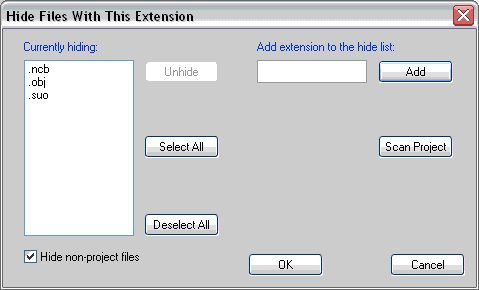 Hide Files With This Extension
Currently hiding:
Add extension to the hide list:
.ncb
.obj
.suo
Unhide
Add
Select All
Scan Project
Deselect All
Hide non-project files
OK
Cancel